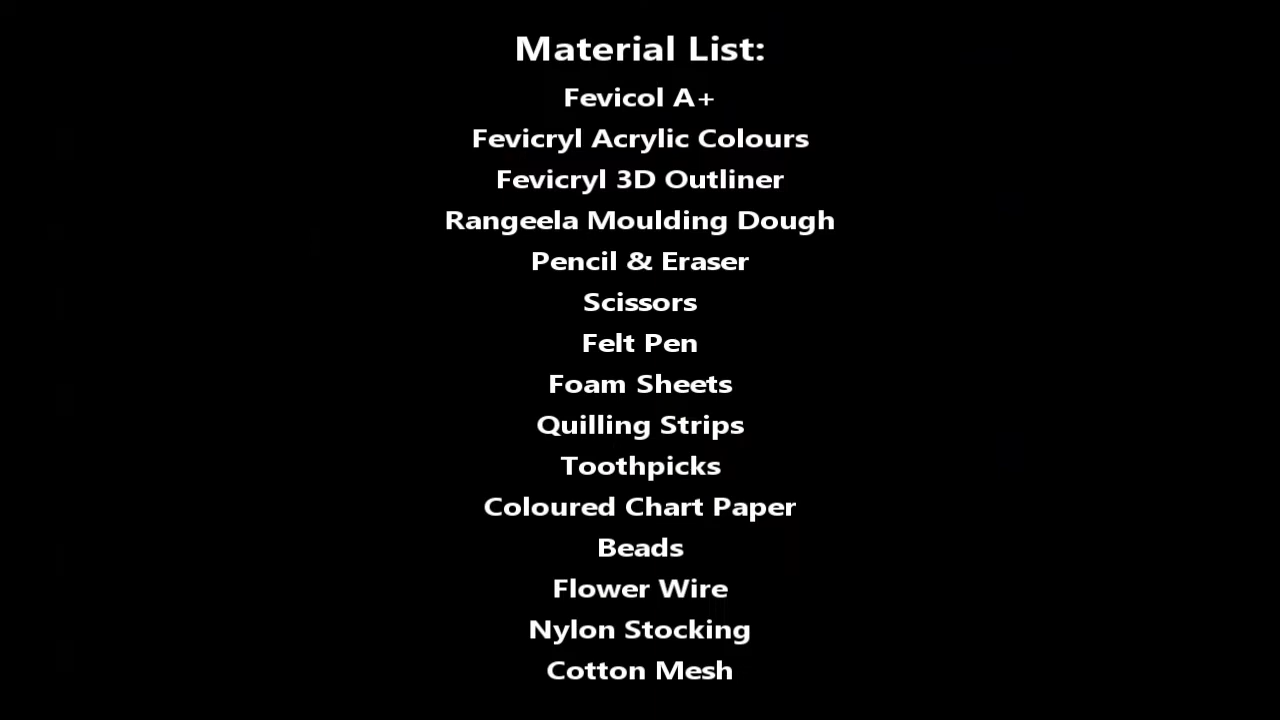 Material List:
Fevicol A+
Fevicryl Acrylic Colours
Fevicryl 3D Outliner
Rangeela Moulding Dough
Pencil & Eraser
Scissors
Felt Pen
Foam Sheets
Quilling Strips
Toothpicks
Coloured Chart Paper
Beads
Flower Wire
Nylon Stocking
Cotton Mesh